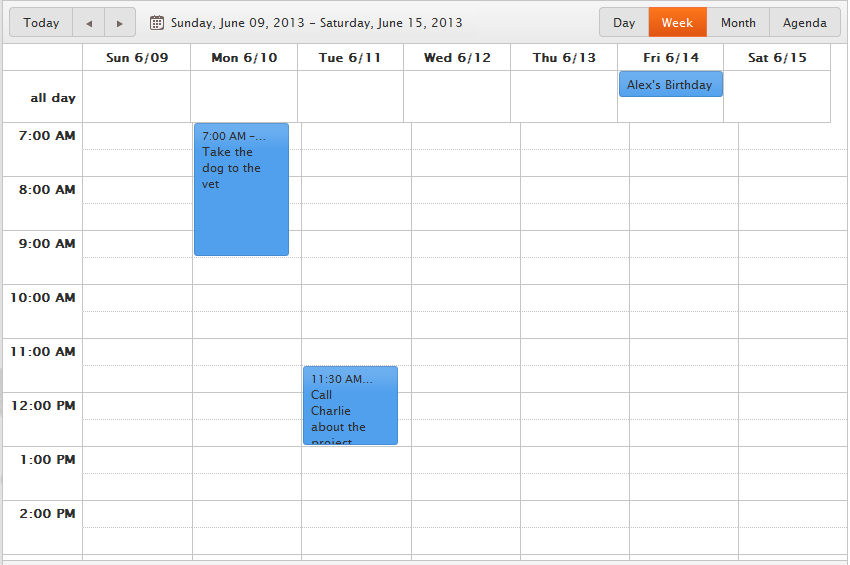 Today Sunday, June 09, 2013 - Saturday, June 15, 2013 Day Week Month Agenda
Sun 6/09 Mon 6/10 Tue 6/11 Wed 6/12 Thu 6/13 Fri 6/14 Sat 6/15
all day
Alex's Birthday
7:00 AM
7:00 AM –...
Take the
dog to the
vet
8:00 AM
9:00 AM
10:00 AM
11:00 AM
11:30 AM...
Call
Charlie
about the
project
12:00 PM
1:00 PM
2:00 PM